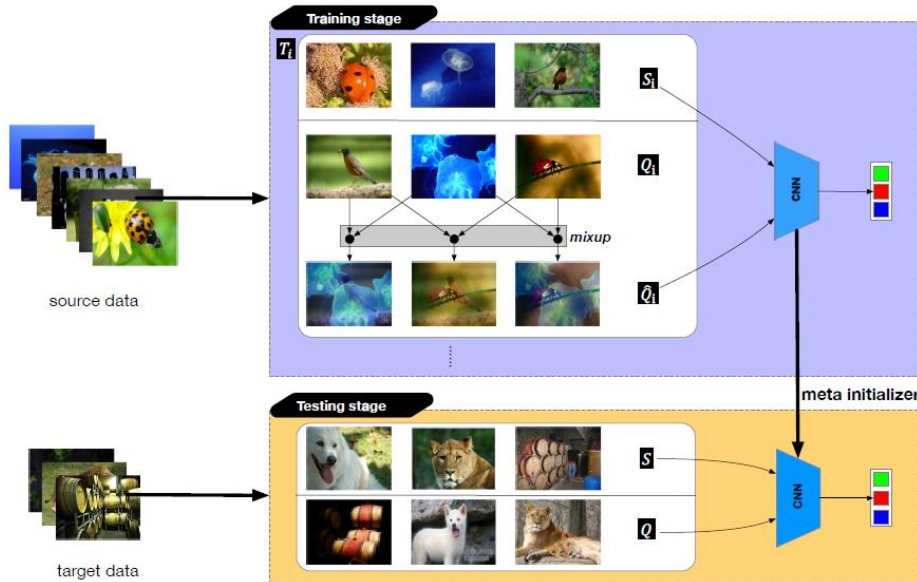 Training stage
T_i
S_i
Q_i
mixup
Q̂_i
CNN
source data
meta initializer
Testing stage
S
Q
CNN
target data